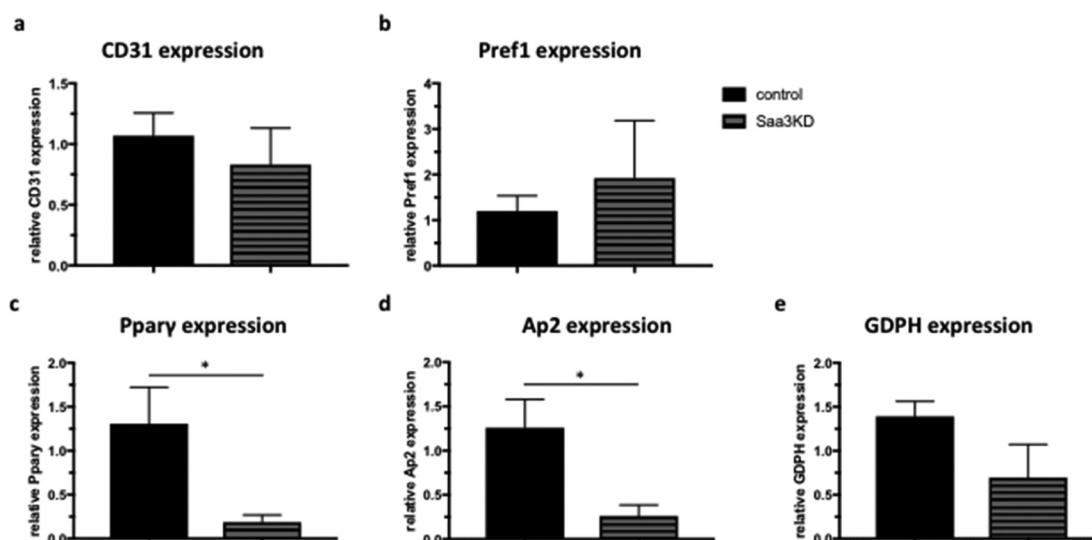 a
CD31 expression
relative CD31 expression
1.5
1.0
0.5
0.0
b
Pref1 expression
relative Pref1 expression
4
3
2
1
0
control
Saa3KD
c
Pparγ expression
relative Pparγ expression
2.0
1.5
1.0
0.5
0.0
*
d
Ap2 expression
relative Ap2 expression
2.0
1.5
1.0
0.5
0.0
*
e
GDPH expression
relative GDPH expression
2.0
1.5
1.0
0.5
0.0